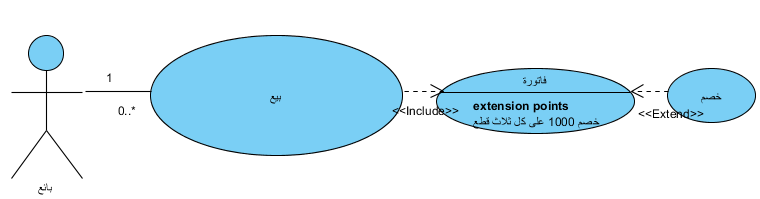 بائع
1
0..*
بيع
<<Include>>
فاتورة
extension points
خصم 1000 على كل ثلاث قطع
<<Extend>>
خصم